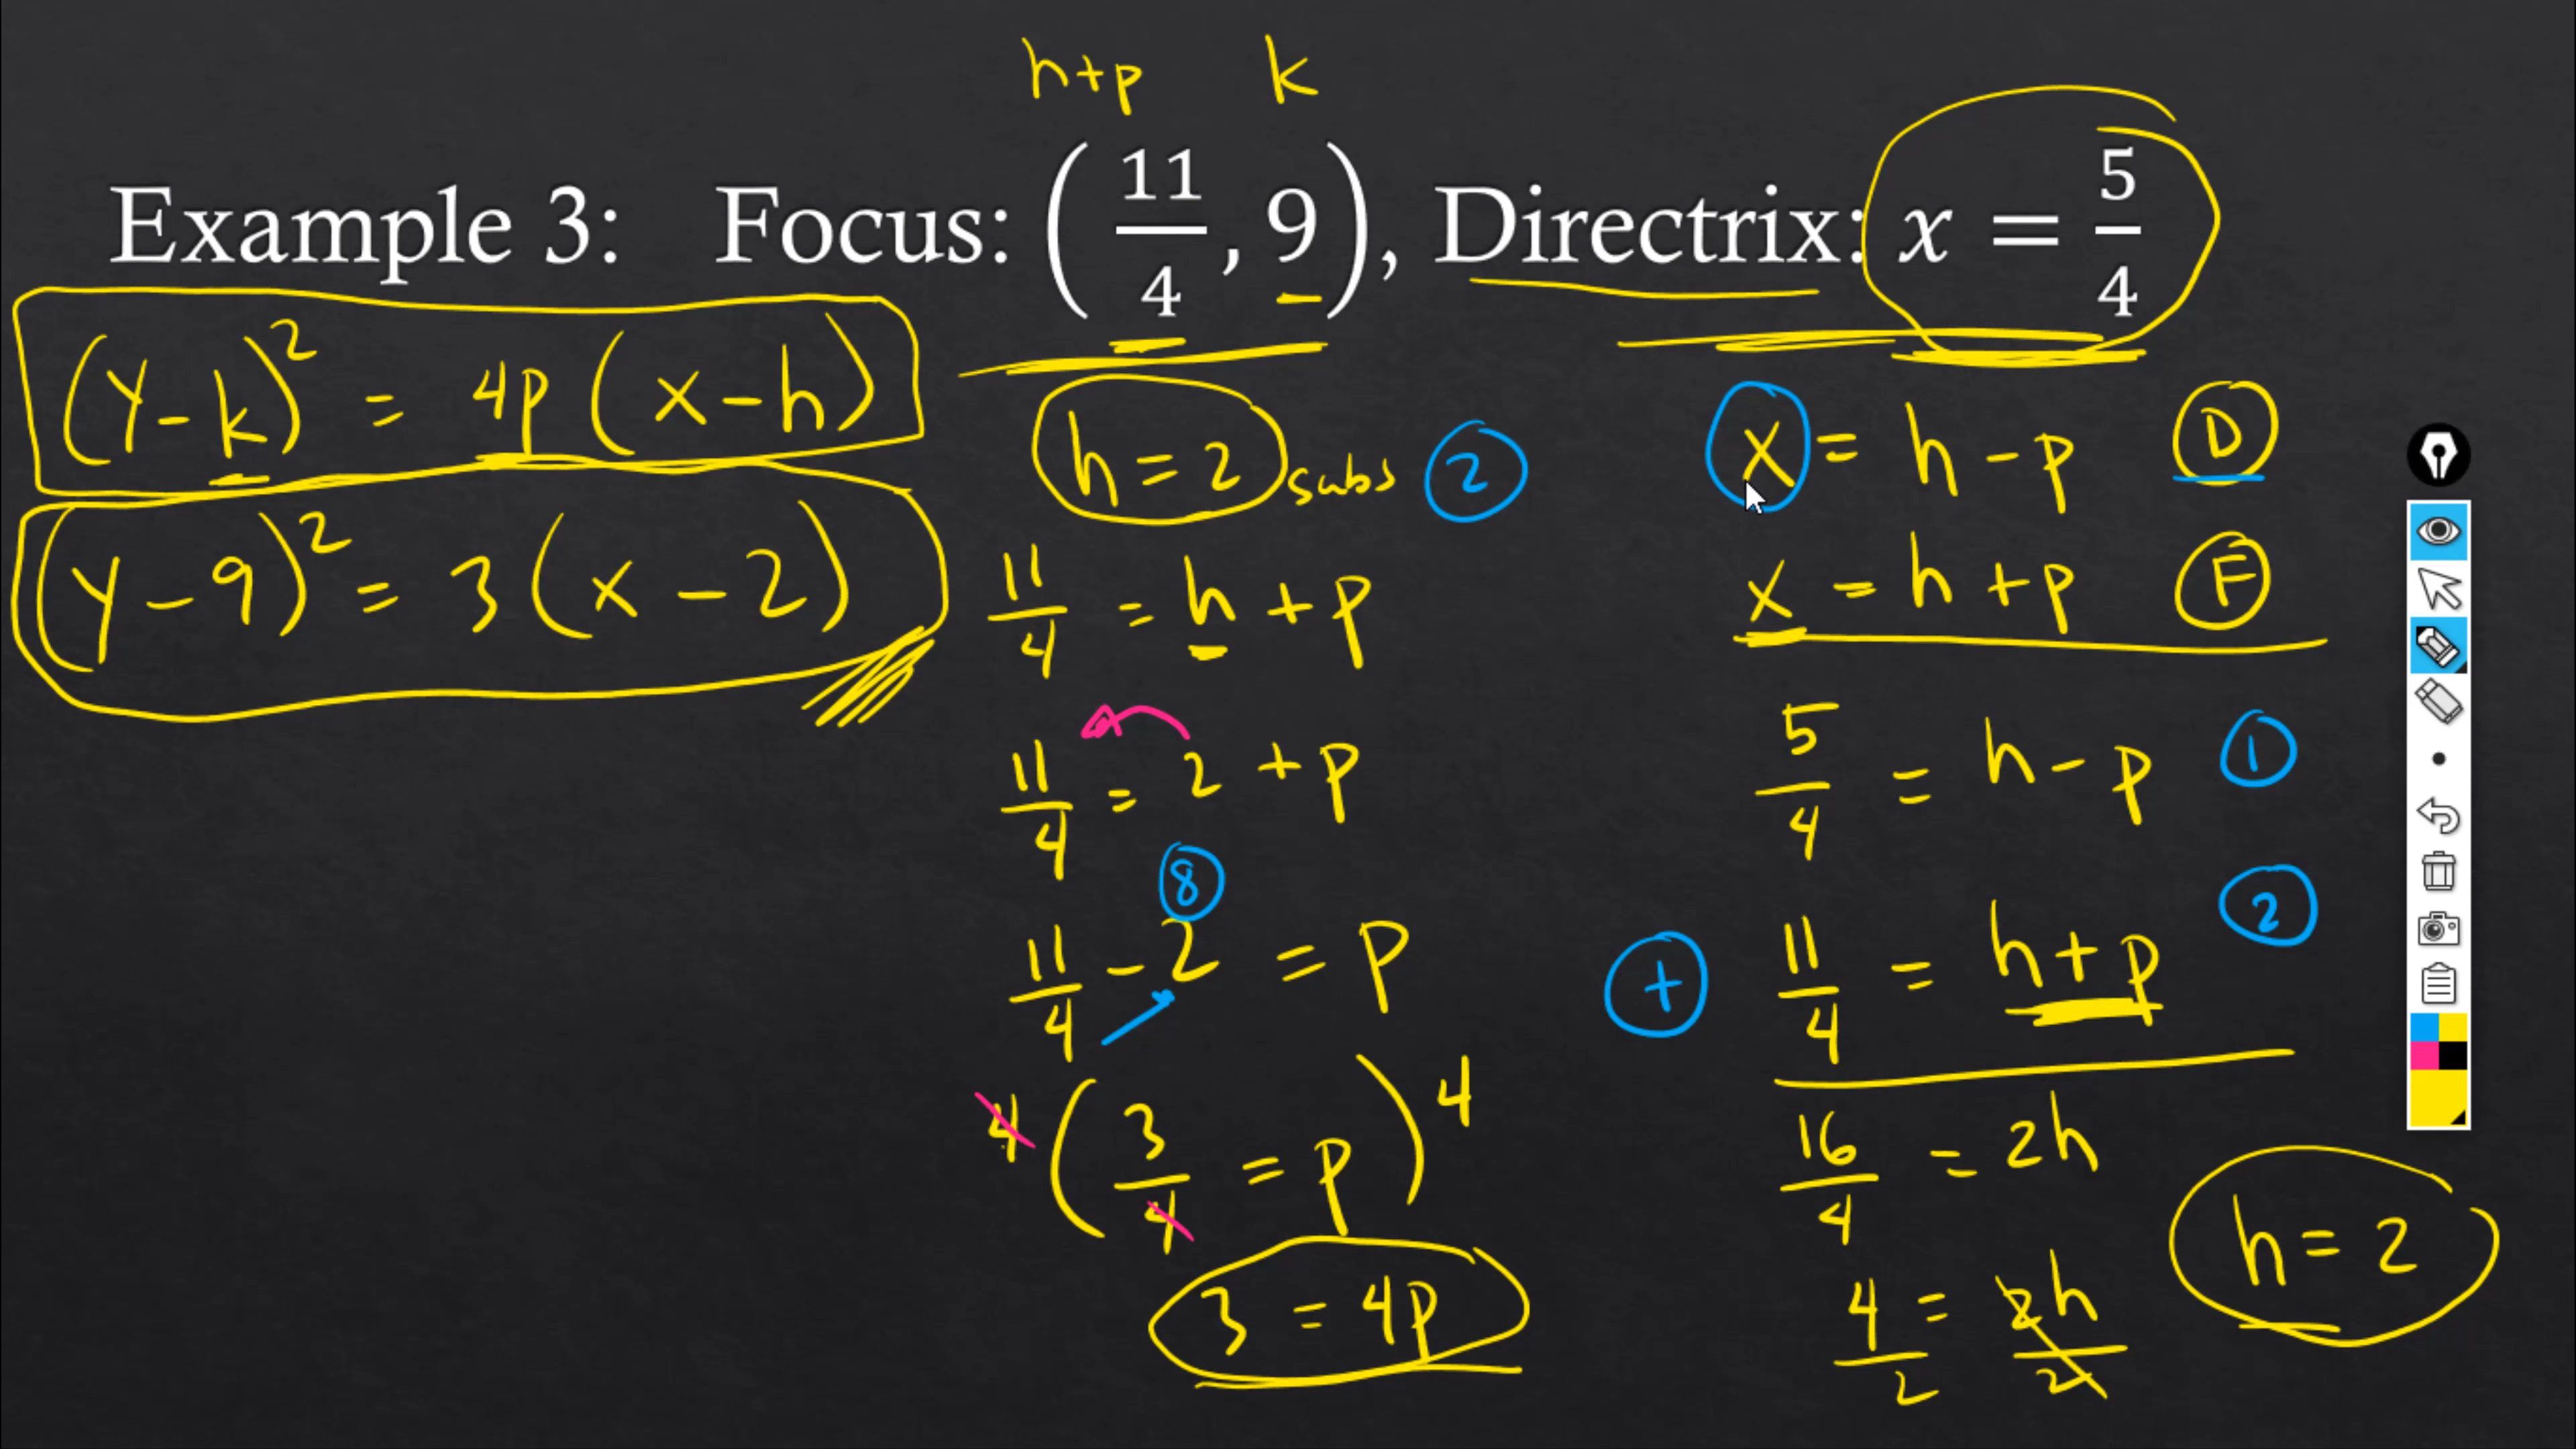 h+p k
Example 3: Focus: (11/4, 9), Directrix: x = 5/4
(y-k)² = 4p(x-h)
(y-9)² = 3(x-2)
h = 2 subs 2
11/4 = h + p
11/4 = 2 + p
8
11/4 - 2 = p
4(3/4 = p)4
3 = 4p
x = h - p D
x = h + p F
5/4 = h - p 1
+ 11/4 = h + p 2
16/4 = 2h
4/2 = 2h/2
h = 2